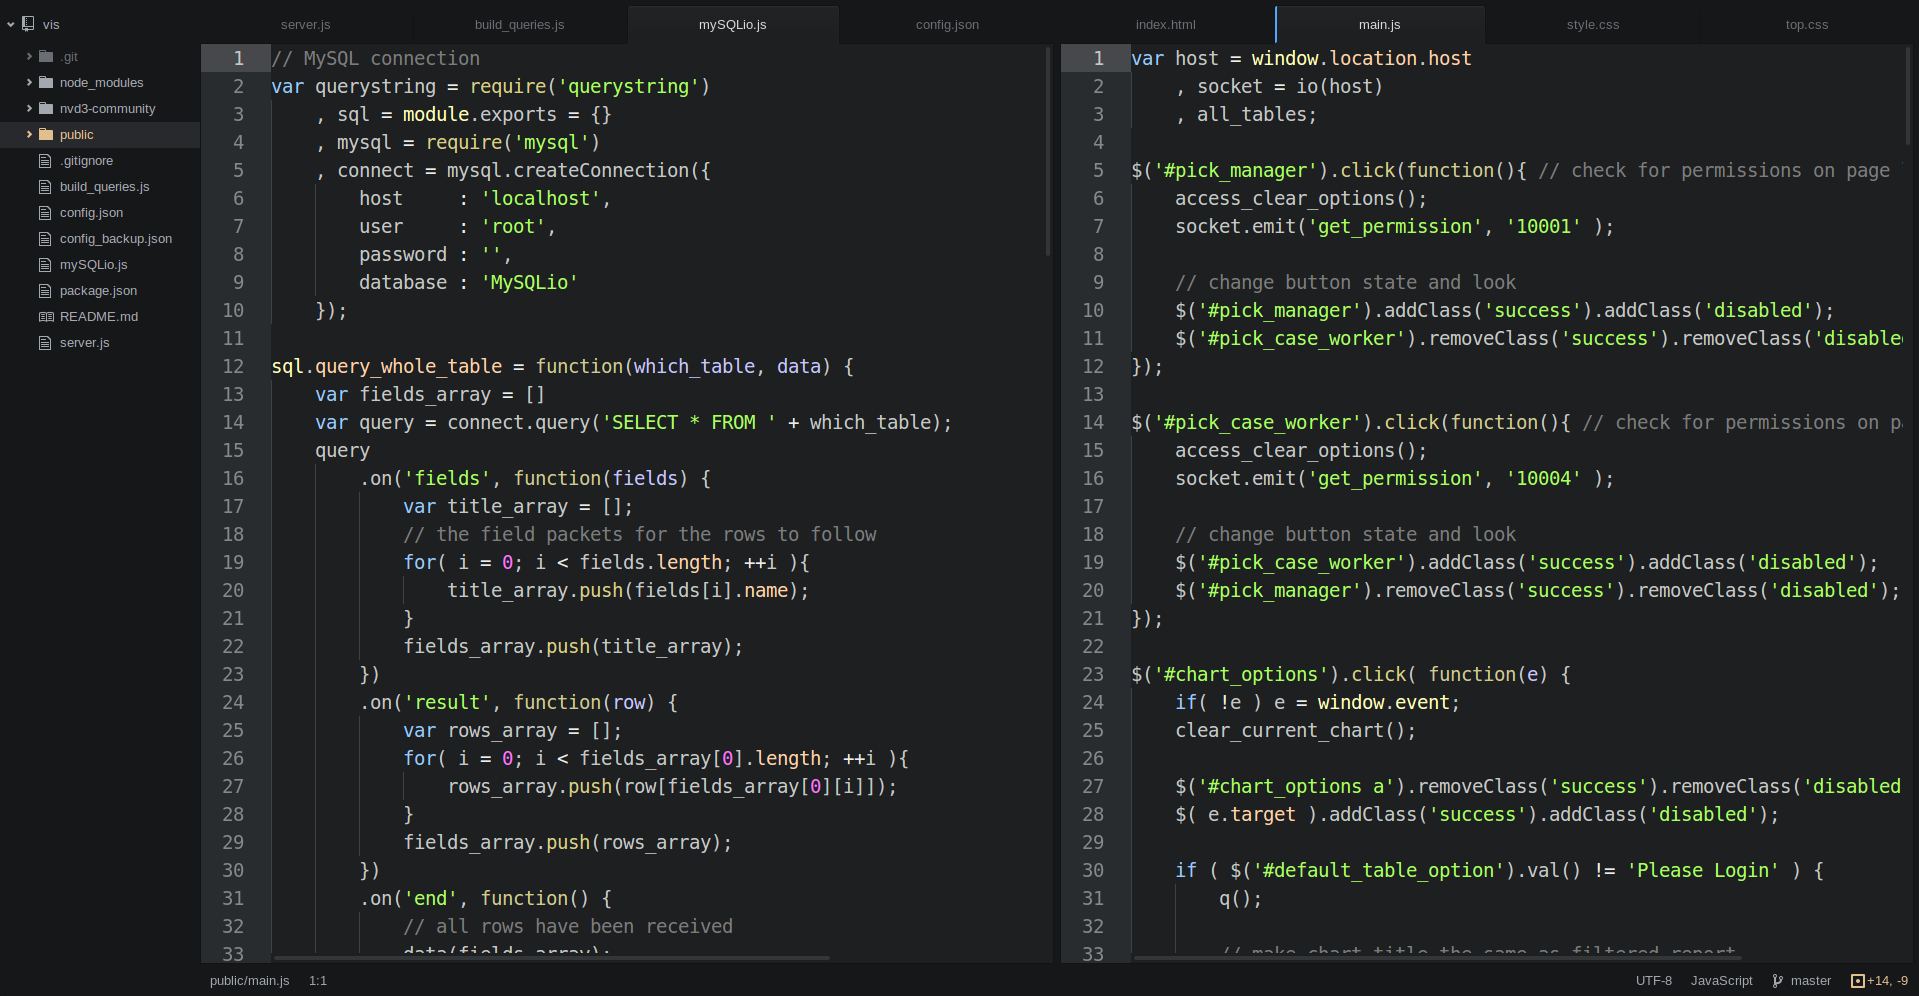 vis
.git
node_modules
nvd3-community
public
.gitignore
build_queries.js
config.json
config_backup.json
mySQLio.js
package.json
README.md
server.js
server.js build_queries.js mySQLio.js config.json
1 // MySQL connection
2 var querystring = require('querystring')
3     , sql = module.exports = {}
4     , mysql = require('mysql')
5     , connect = mysql.createConnection({
6         host     : 'localhost',
7         user     : 'root',
8         password : '',
9         database : 'MySQLio'
10     });
11
12 sql.query_whole_table = function(which_table, data) {
13     var fields_array = []
14     var query = connect.query('SELECT * FROM ' + which_table);
15     query
16         .on('fields', function(fields) {
17             var title_array = [];
18             // the field packets for the rows to follow
19             for( i = 0; i < fields.length; ++i ){
20                 title_array.push(fields[i].name);
21             }
22             fields_array.push(title_array);
23         })
24         .on('result', function(row) {
25             var rows_array = [];
26             for( i = 0; i < fields_array[0].length; ++i ){
27                 rows_array.push(row[fields_array[0][i]]);
28             }
29             fields_array.push(rows_array);
30         })
31         .on('end', function() {
32             // all rows have been received
33             data(fields_array);
index.html main.js style.css top.css
1 var host = window.location.host
2     , socket = io(host)
3     , all_tables;
4
5 $('#pick_manager').click(function(){ // check for permissions on page
6     access_clear_options();
7     socket.emit('get_permission', '10001' );
8
9     // change button state and look
10     $('#pick_manager').addClass('success').addClass('disabled');
11     $('#pick_case_worker').removeClass('success').removeClass('disable
12 });
13
14 $('#pick_case_worker').click(function(){ // check for permissions on p
15     access_clear_options();
16     socket.emit('get_permission', '10004' );
17
18     // change button state and look
19     $('#pick_case_worker').addClass('success').addClass('disabled');
20     $('#pick_manager').removeClass('success').removeClass('disabled');
21 });
22
23 $('#chart_options').click( function(e) {
24     if( !e ) e = window.event;
25     clear_current_chart();
26
27     $('#chart_options a').removeClass('success').removeClass('disabled
28     $( e.target ).addClass('success').addClass('disabled');
29
30     if ( $('#default_table_option').val() != 'Please Login' ) {
31         q();
32
33         // make chart title the same as filtered report
public/main.js 1:1 UTF-8 JavaScript master +14, -9